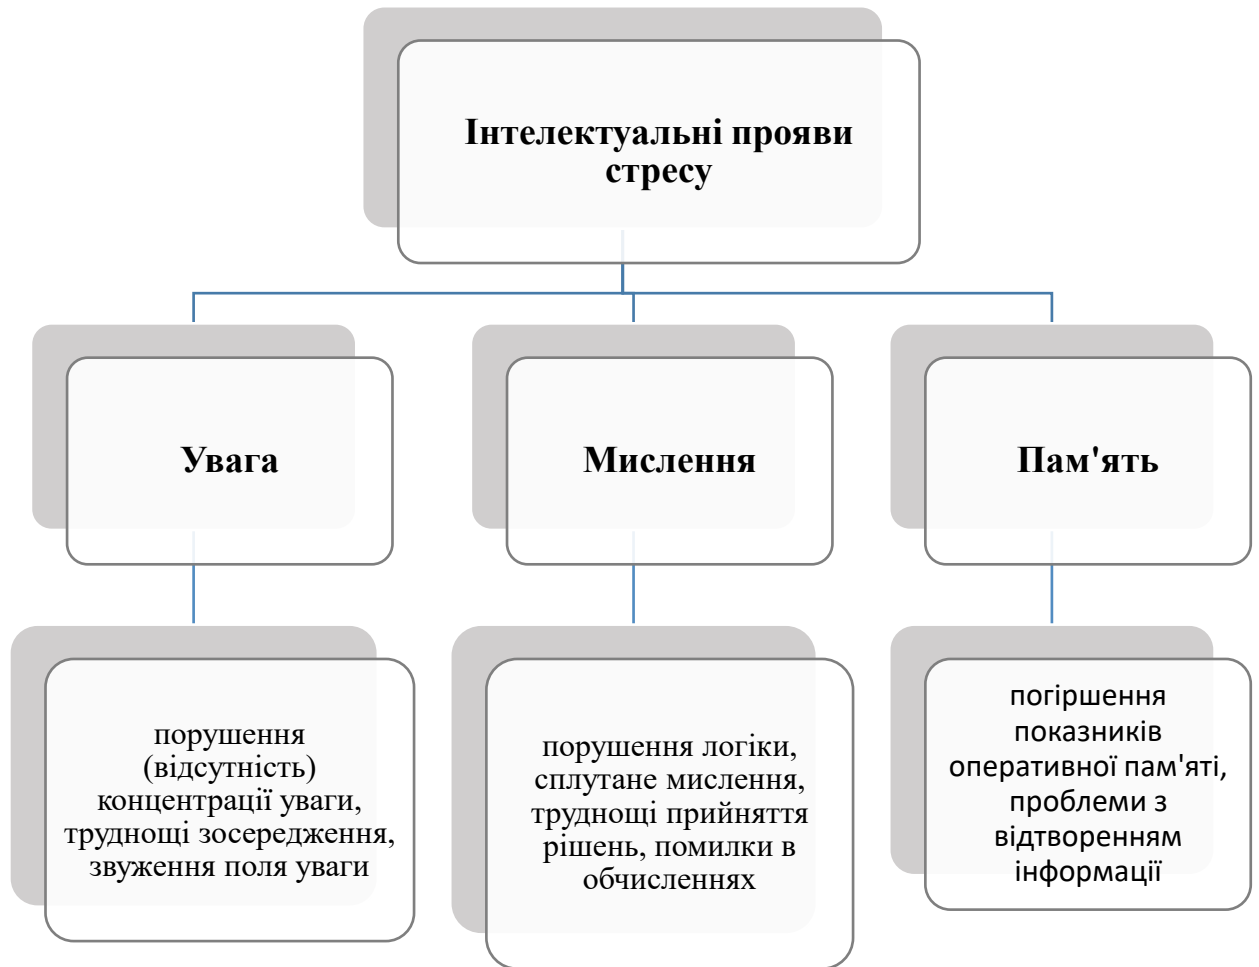 Інтелектуальні прояви
стресу
Увага
Мислення
Пам'ять
порушення
(відсутність)
концентрації уваги,
труднощі зосередження,
звуження поля уваги
порушення логіки,
сплутане мислення,
труднощі прийняття
рішень, помилки в
обчисленнях
погіршення
показників
оперативної пам'яті,
проблеми з
відтворенням
інформації